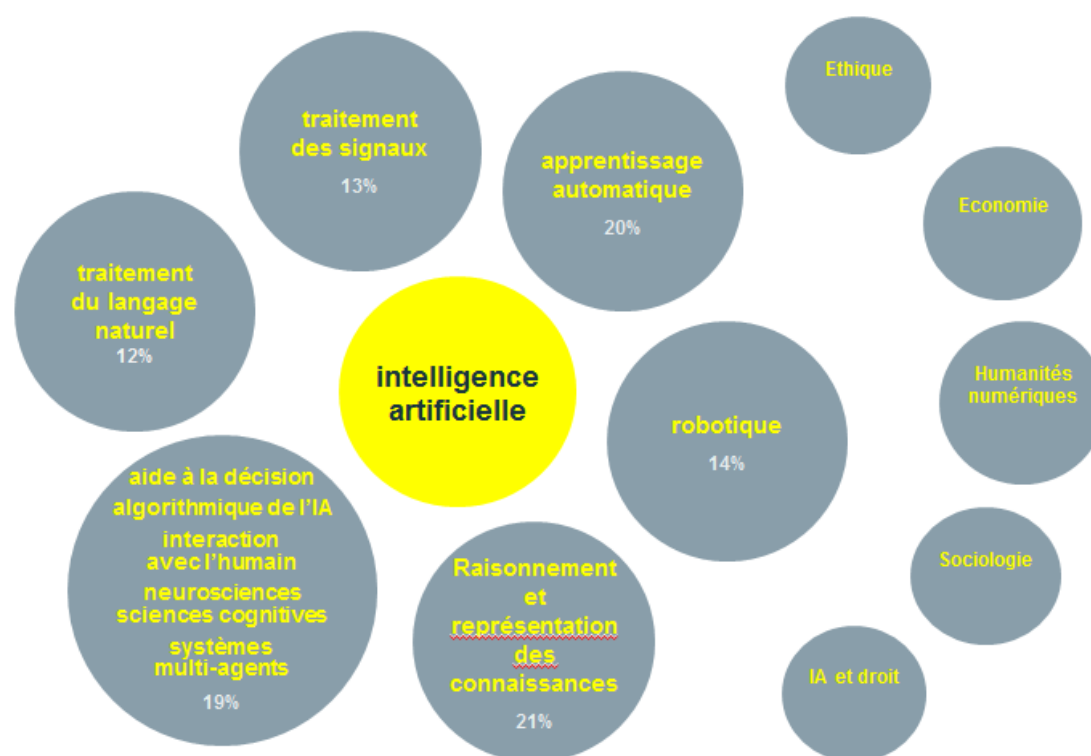 traitement
des signaux
13%
apprentissage
automatique
20%
Ethique
Economie
traitement
du langage
naturel
12%
intelligence
artificielle
Humanités
numériques
robotique
14%
aide à la décision
algorithmique de l'IA
interaction
avec l'humain
neurosciences
sciences cognitives
systèmes
multi-agents
19%
Raisonnement
et
représentation
des
connaissances
21%
Sociologie
IA et droit